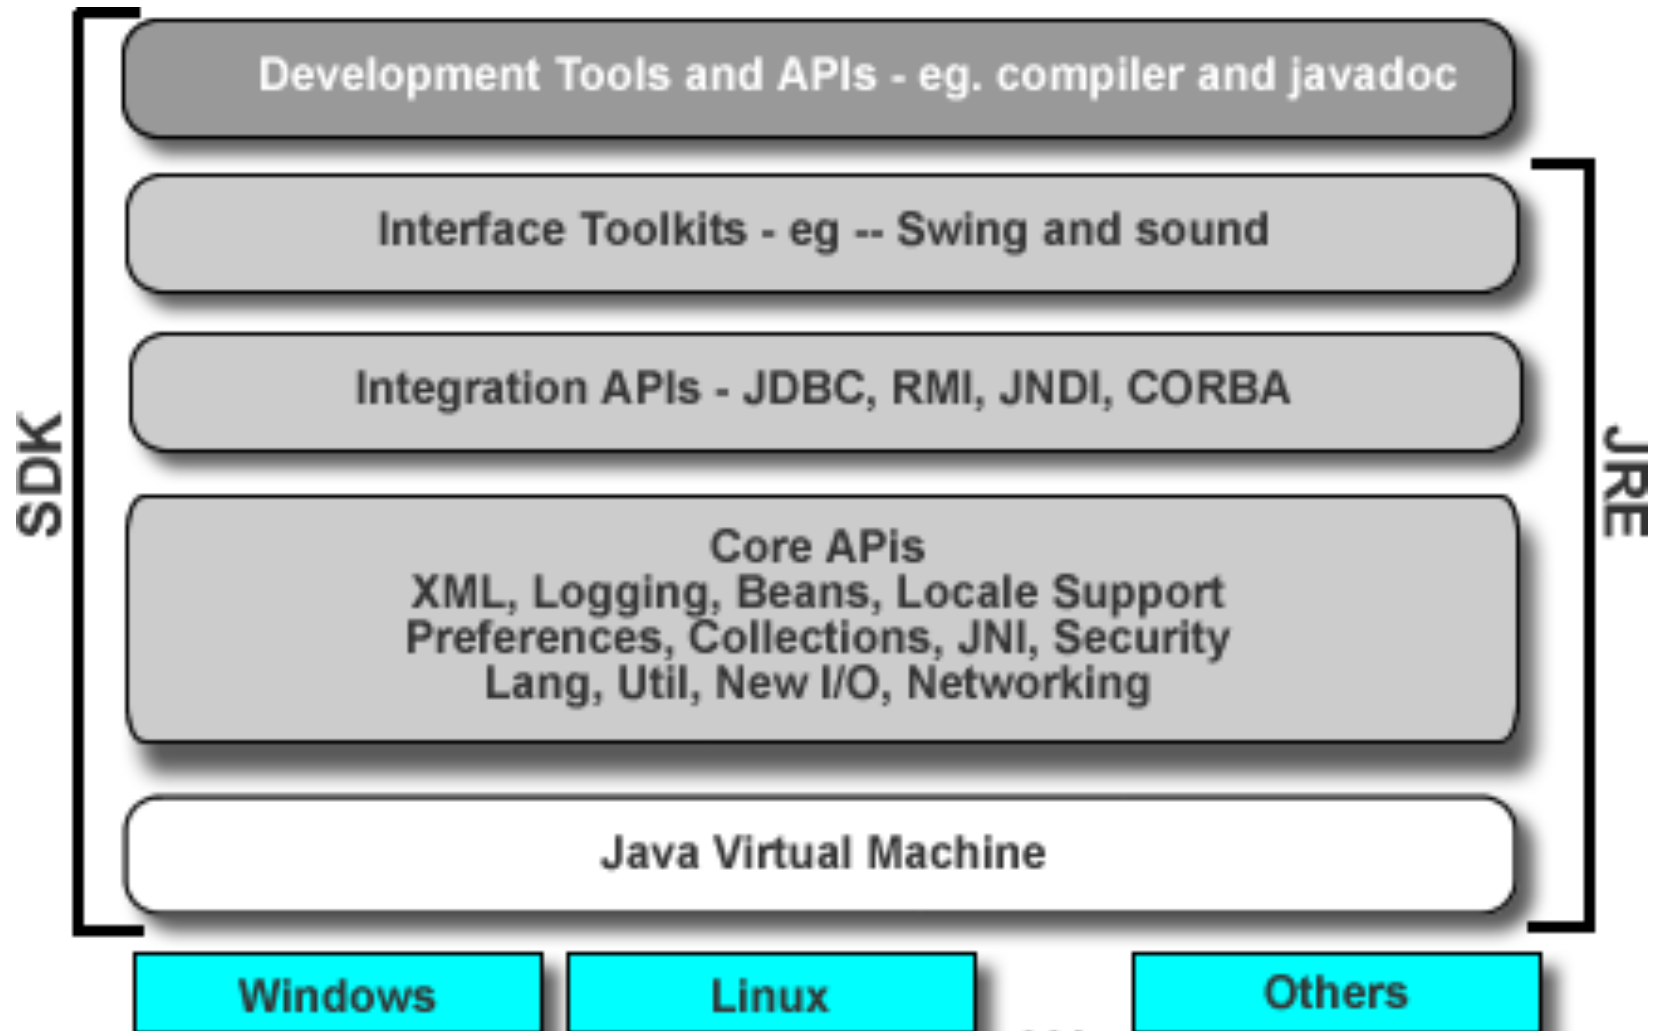 Development Tools and APIs - eg. compiler and javadoc
Interface Toolkits - eg -- Swing and sound
Integration APIs - JDBC, RMI, JNDI, CORBA
SDK
JRE
Core APis
XML, Logging, Beans, Locale Support
Preferences, Collections, JNI, Security
Lang, Util, New I/O, Networking
Java Virtual Machine
Windows
Linux
...
Others